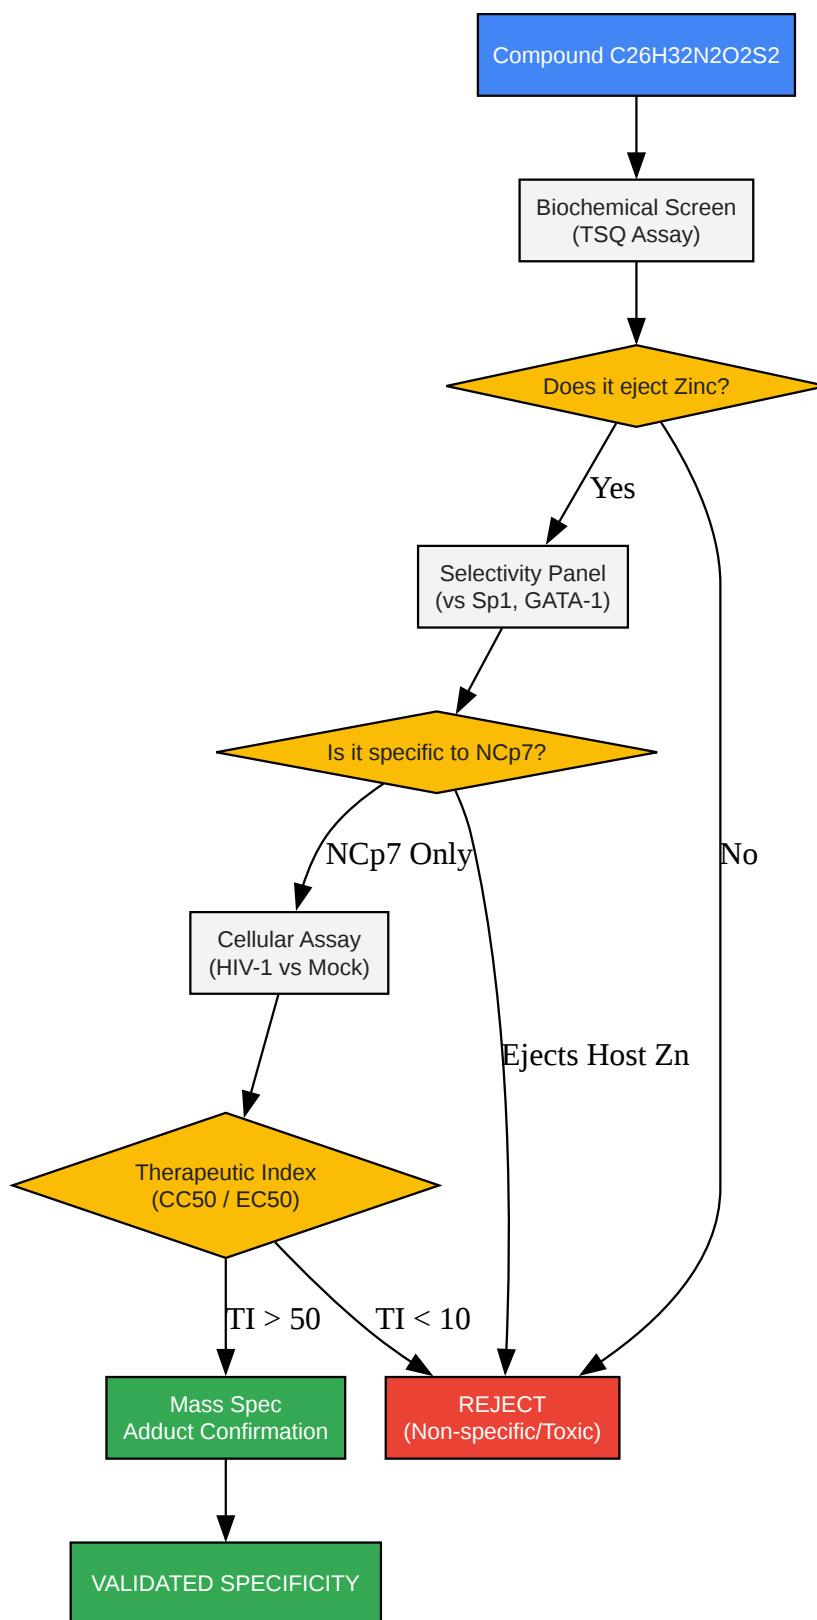 Compound C26H32N2O2S2
Biochemical Screen
(TSQ Assay)
Does it eject Zinc?
Yes
Selectivity Panel
(vs Sp1, GATA-1)
Is it specific to NCp7?
NCp7 Only
No
Cellular Assay
(HIV-1 vs Mock)
Ejects Host Zn
Therapeutic Index
(CC50 / EC50)
TI > 50
TI < 10
Mass Spec
Adduct Confirmation
REJECT
(Non-specific/Toxic)
VALIDATED SPECIFICITY